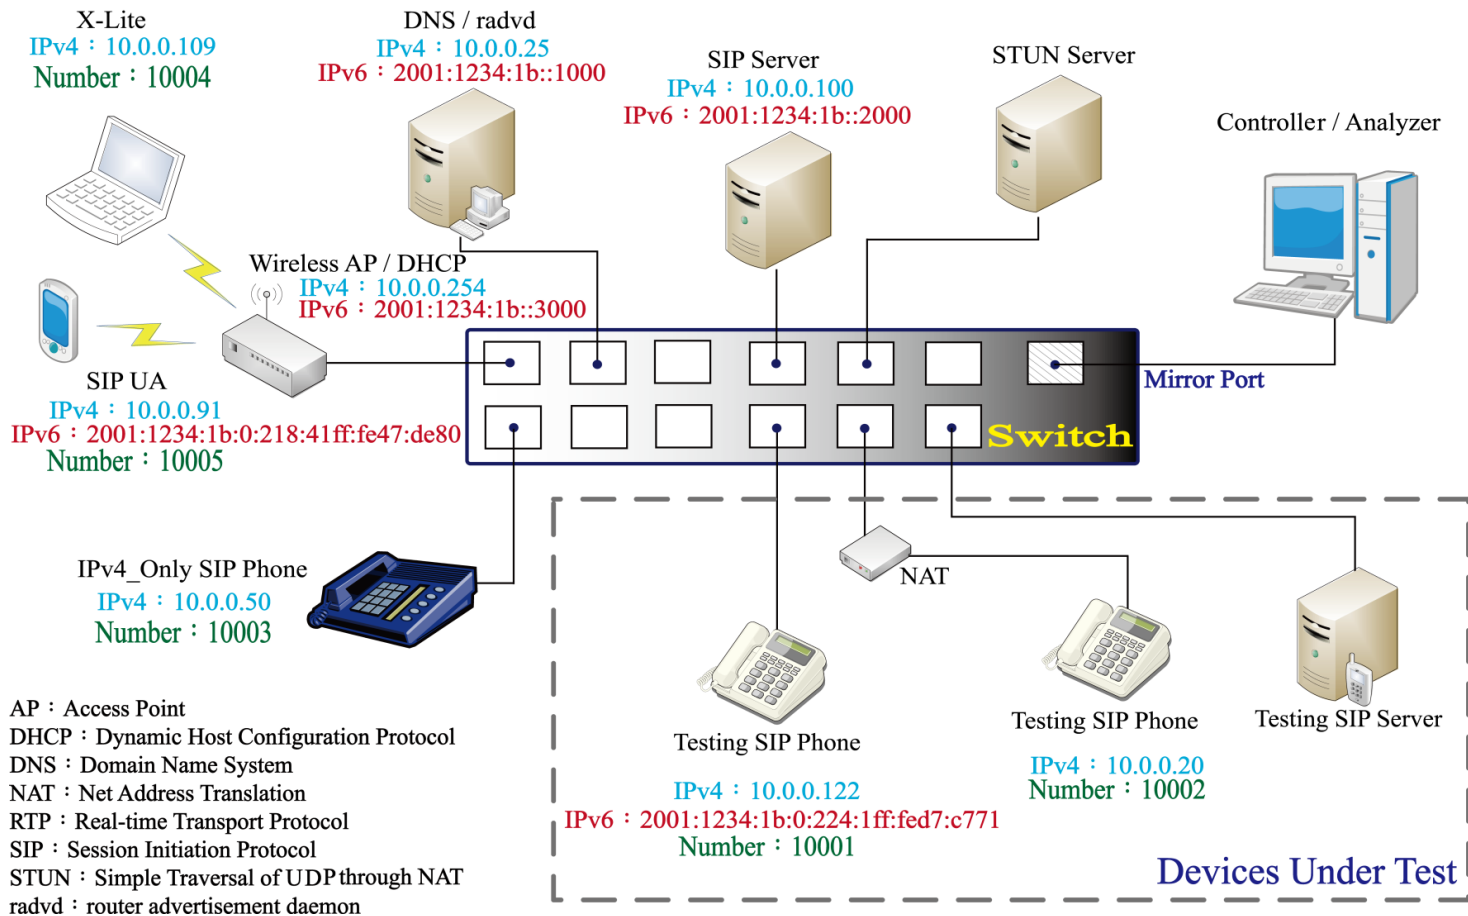 X-Lite
IPv4：10.0.0.109
Number：10004
DNS / radvd
IPv4：10.0.0.25
IPv6：2001:1234:1b::1000
SIP Server
IPv4：10.0.0.100
IPv6：2001:1234:1b::2000
STUN Server
Controller / Analyzer
Wireless AP / DHCP
IPv4：10.0.0.254
IPv6：2001:1234:1b::3000
SIP UA
IPv4：10.0.0.91
IPv6：2001:1234:1b:0:218:41ff:fe47:de80
Number：10005
Mirror Port
Switch
IPv4_Only SIP Phone
IPv4：10.0.0.50
Number：10003
NAT
Testing SIP Phone
IPv4：10.0.0.122
IPv6：2001:1234:1b:0:224:1ff:fed7:c771
Number：10001
Testing SIP Phone
IPv4：10.0.0.20
Number：10002
Testing SIP Server
Devices Under Test
AP：Access Point
DHCP：Dynamic Host Configuration Protocol
DNS：Domain Name System
NAT：Net Address Translation
RTP：Real-time Transport Protocol
SIP：Session Initiation Protocol
STUN：Simple Traversal of UDP through NAT
radvd：router advertisement daemon